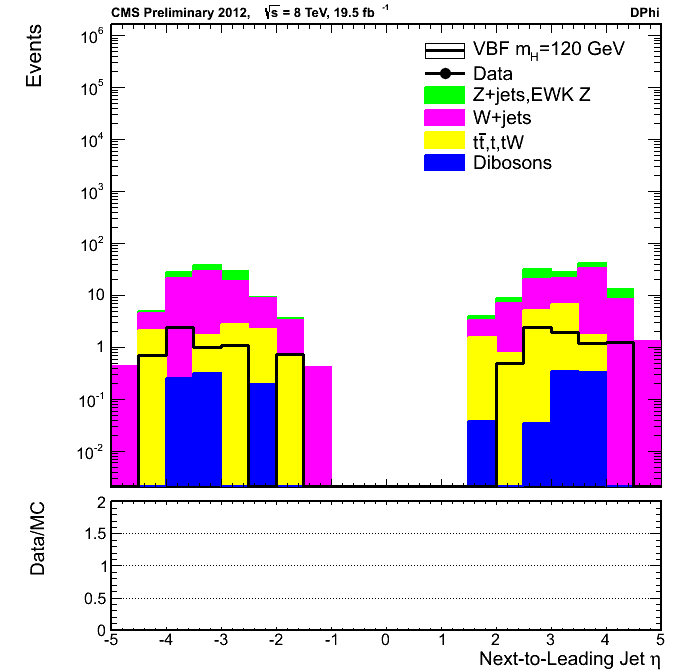 CMS Preliminary 2012, √s = 8 TeV, 19.5 fb⁻¹ DPhi
Events
10⁶
10⁵
10⁴
10³
10²
10
1
10⁻¹
10⁻²
VBF m_H=120 GeV
Data
Z+jets,EWK Z
W+jets
tt̄,t,tW
Dibosons
Data/MC
2
1.5
1
0.5
0
-5 -4 -3 -2 -1 0 1 2 3 4 5
Next-to-Leading Jet η